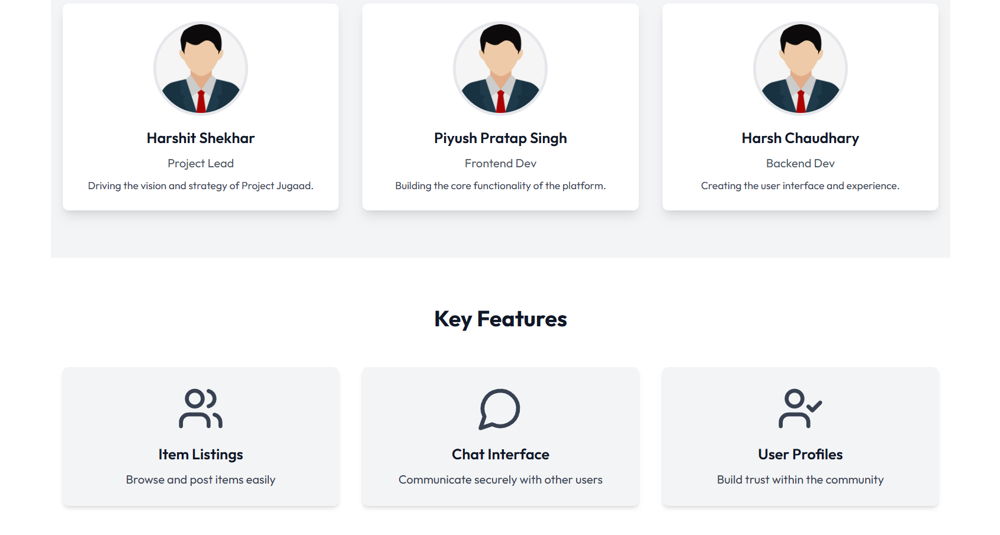 Harshit Shekhar
Project Lead
Driving the vision and strategy of Project Jugaad.
Piyush Pratap Singh
Frontend Dev
Building the core functionality of the platform.
Harsh Chaudhary
Backend Dev
Creating the user interface and experience.
Key Features
Item Listings
Browse and post items easily
Chat Interface
Communicate securely with other users
User Profiles
Build trust within the community